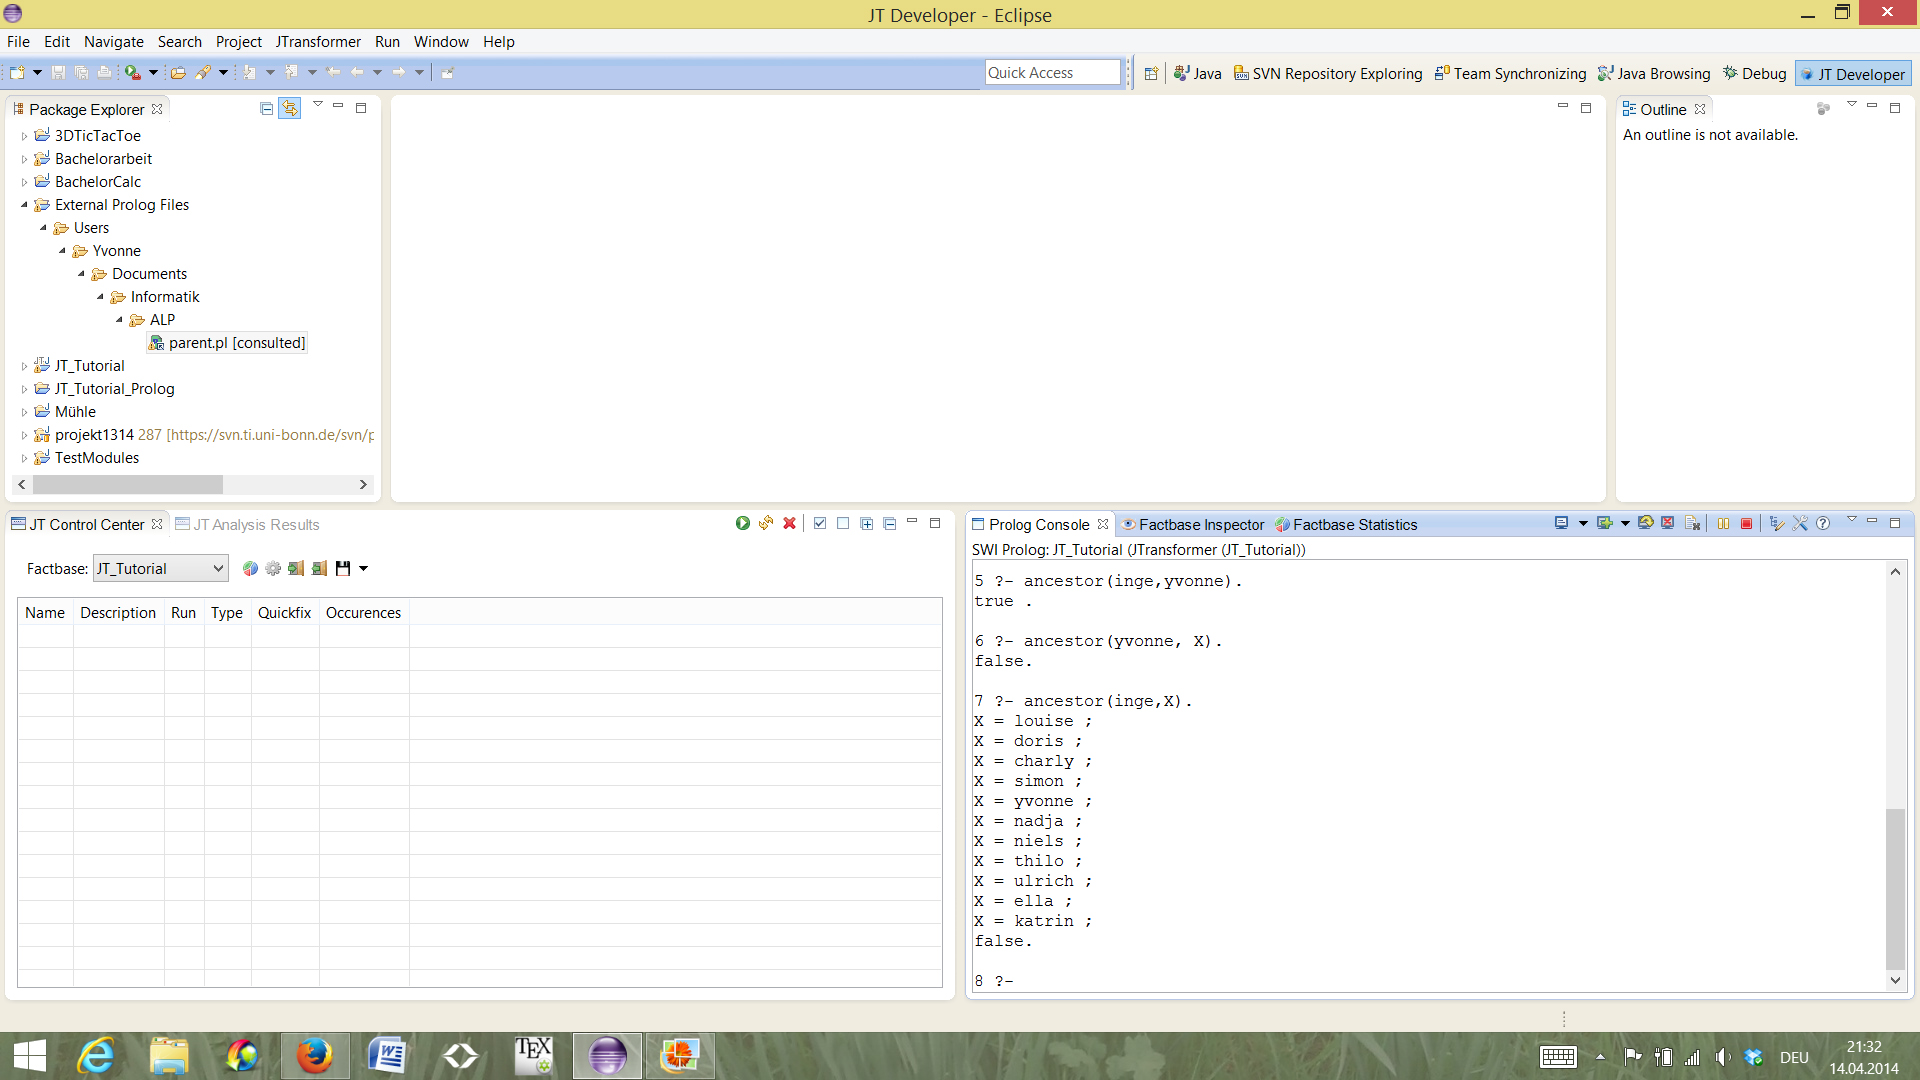 JT Developer - Eclipse
File Edit Navigate Search Project JTransformer Run Window Help
Quick Access
Java SVN Repository Exploring Team Synchronizing Java Browsing Debug JT Developer
Package Explorer
3DTicTacToe
Bachelorarbeit
BachelorCalc
External Prolog Files
Users
Yvonne
Documents
Informatik
ALP
parent.pl [consulted]
JT_Tutorial
JT_Tutorial_Prolog
Mühle
projekt1314 287 [https://svn.ti.uni-bonn.de/svn/p
TestModules
Outline
An outline is not available.
JT Control Center JT Analysis Results
Factbase: JT_Tutorial
Name Description Run Type Quickfix Occurences
Prolog Console Factbase Inspector Factbase Statistics
SWI Prolog: JT_Tutorial (JTransformer (JT_Tutorial))
5 ?- ancestor(inge,yvonne).
true .
6 ?- ancestor(yvonne, X).
false.
7 ?- ancestor(inge,X).
X = louise ;
X = doris ;
X = charly ;
X = simon ;
X = yvonne ;
X = nadja ;
X = niels ;
X = thilo ;
X = ulrich ;
X = ella ;
X = katrin ;
false.
8 ?-
TEX
DEU
21:32
14.04.2014